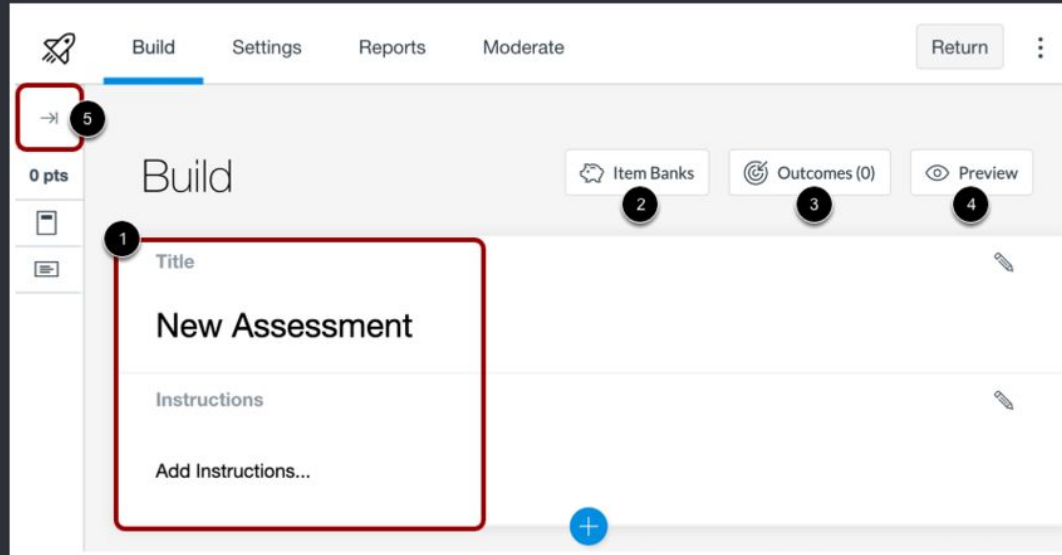 Build Settings Reports Moderate Return
5
0 pts
Build
Item Banks Outcomes (0) Preview
2 3 4
1
Title
New Assessment
Instructions
Add Instructions...